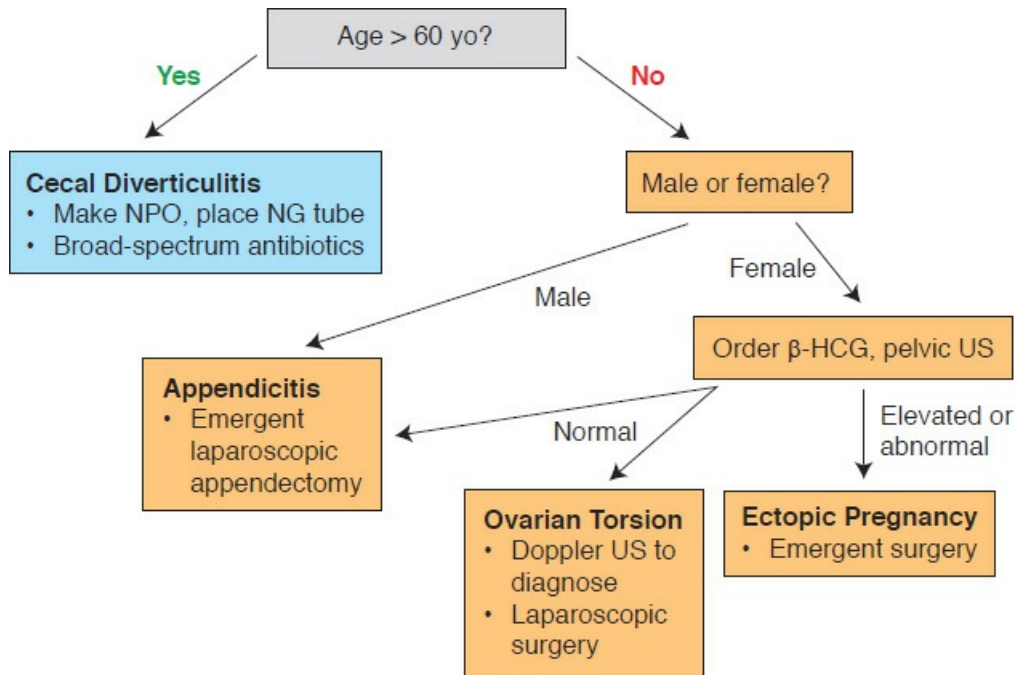 Age > 60 yo?
Yes
No
Cecal Diverticulitis
• Make NPO, place NG tube
• Broad-spectrum antibiotics
Male or female?
Male
Female
Order β-HCG, pelvic US
Appendicitis
• Emergent
laparoscopic
appendectomy
Normal
Elevated or
abnormal
Ovarian Torsion
• Doppler US to
diagnose
• Laparoscopic
surgery
Ectopic Pregnancy
• Emergent surgery